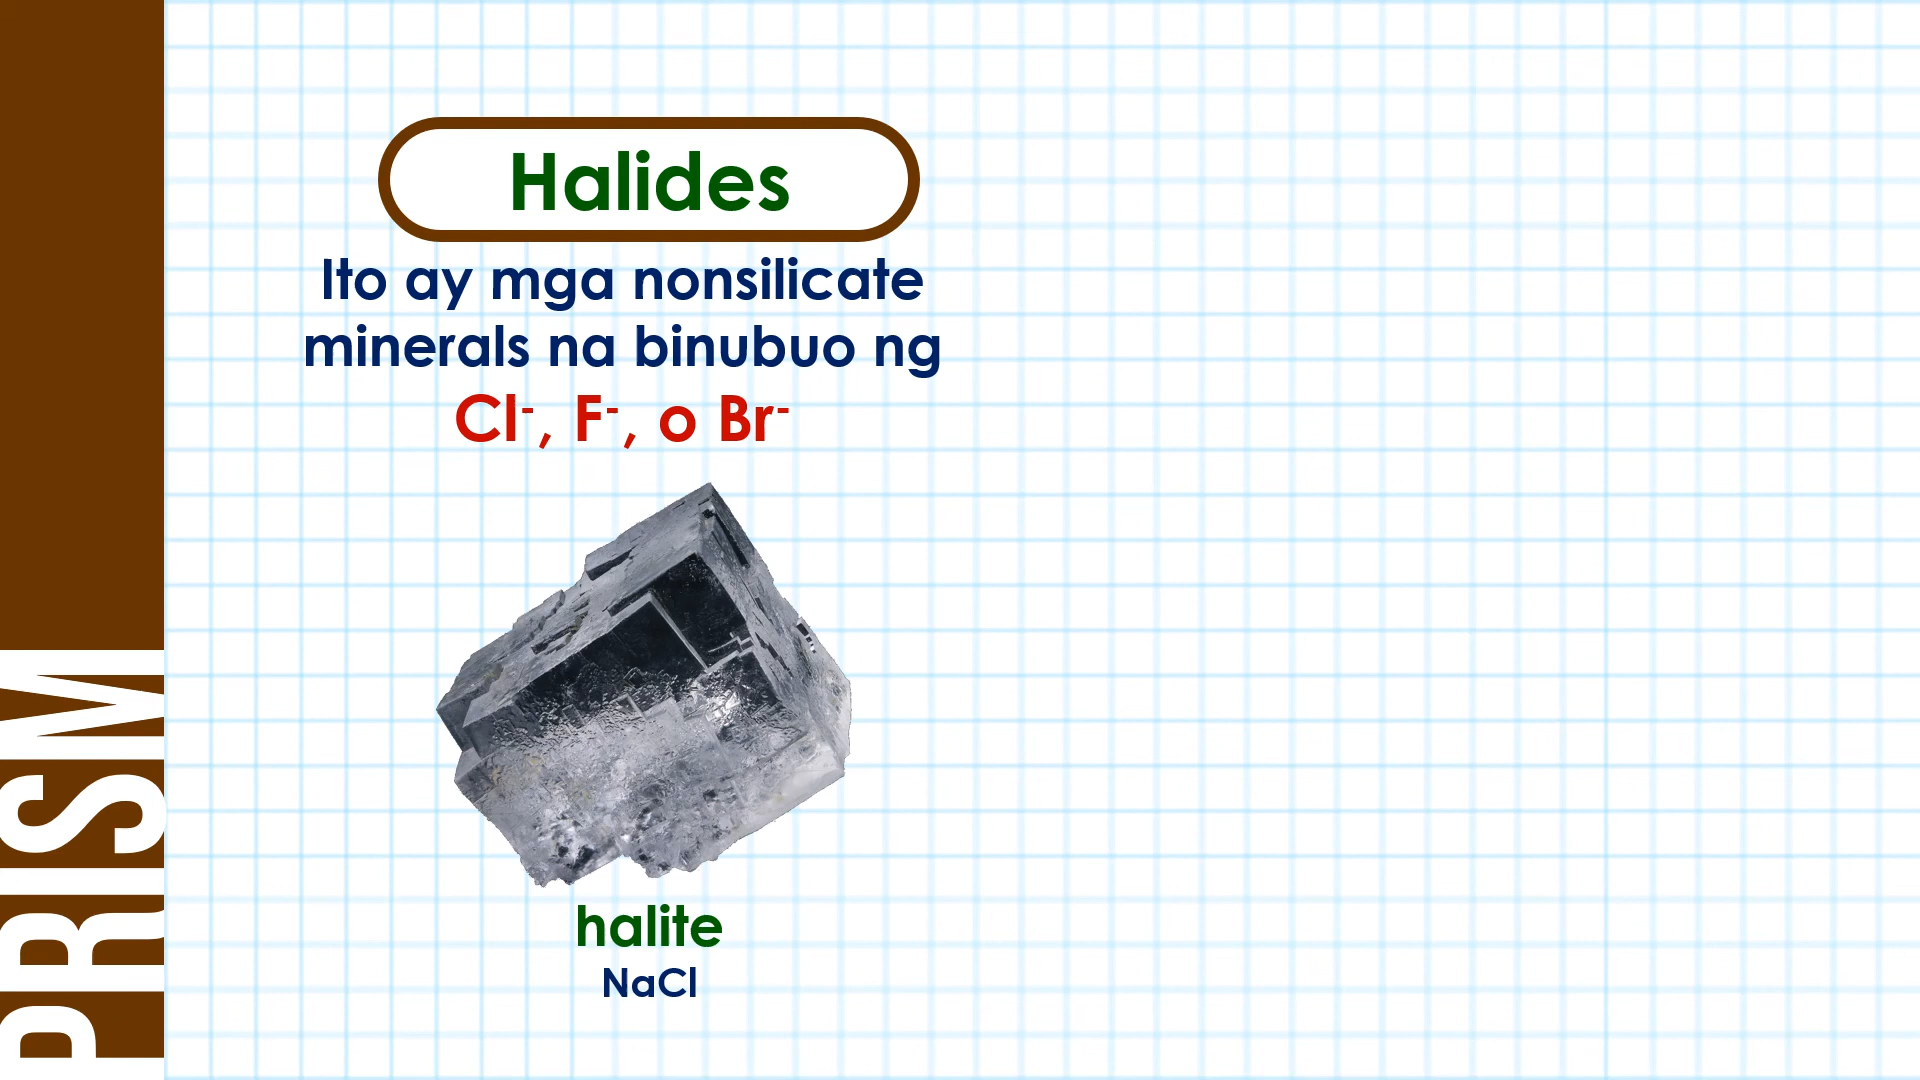 Halides
Ito ay mga nonsilicate
minerals na binubuo ng
Cl⁻, F⁻, o Br⁻
halite
NaCl
PRISM